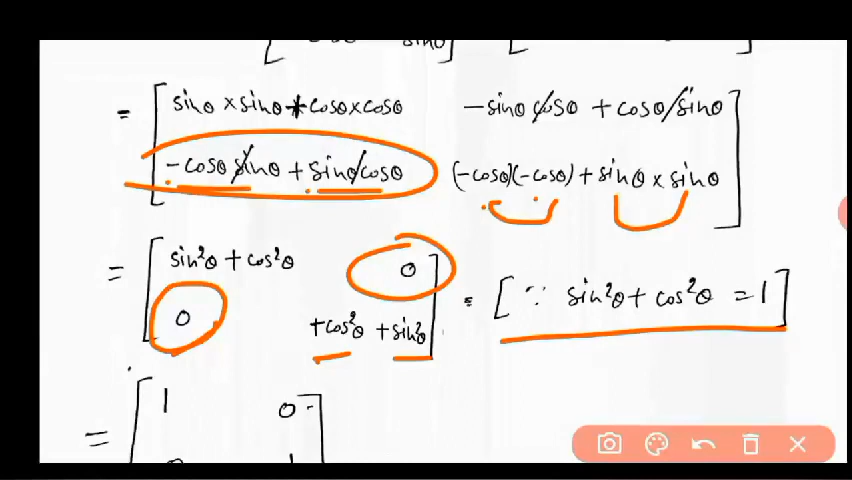 = [ sinθ × sinθ + cosθ × cosθ   -sinθ cosθ + cosθ sinθ
-cosθ sinθ + sinθ cosθ   (-cosθ)(-cosθ) + sinθ × sinθ ]
= [ sin²θ + cos²θ   0
0   +cos²θ + sin²θ ] = [ ∵ sin²θ + cos²θ = 1 ]
= [ 1   0